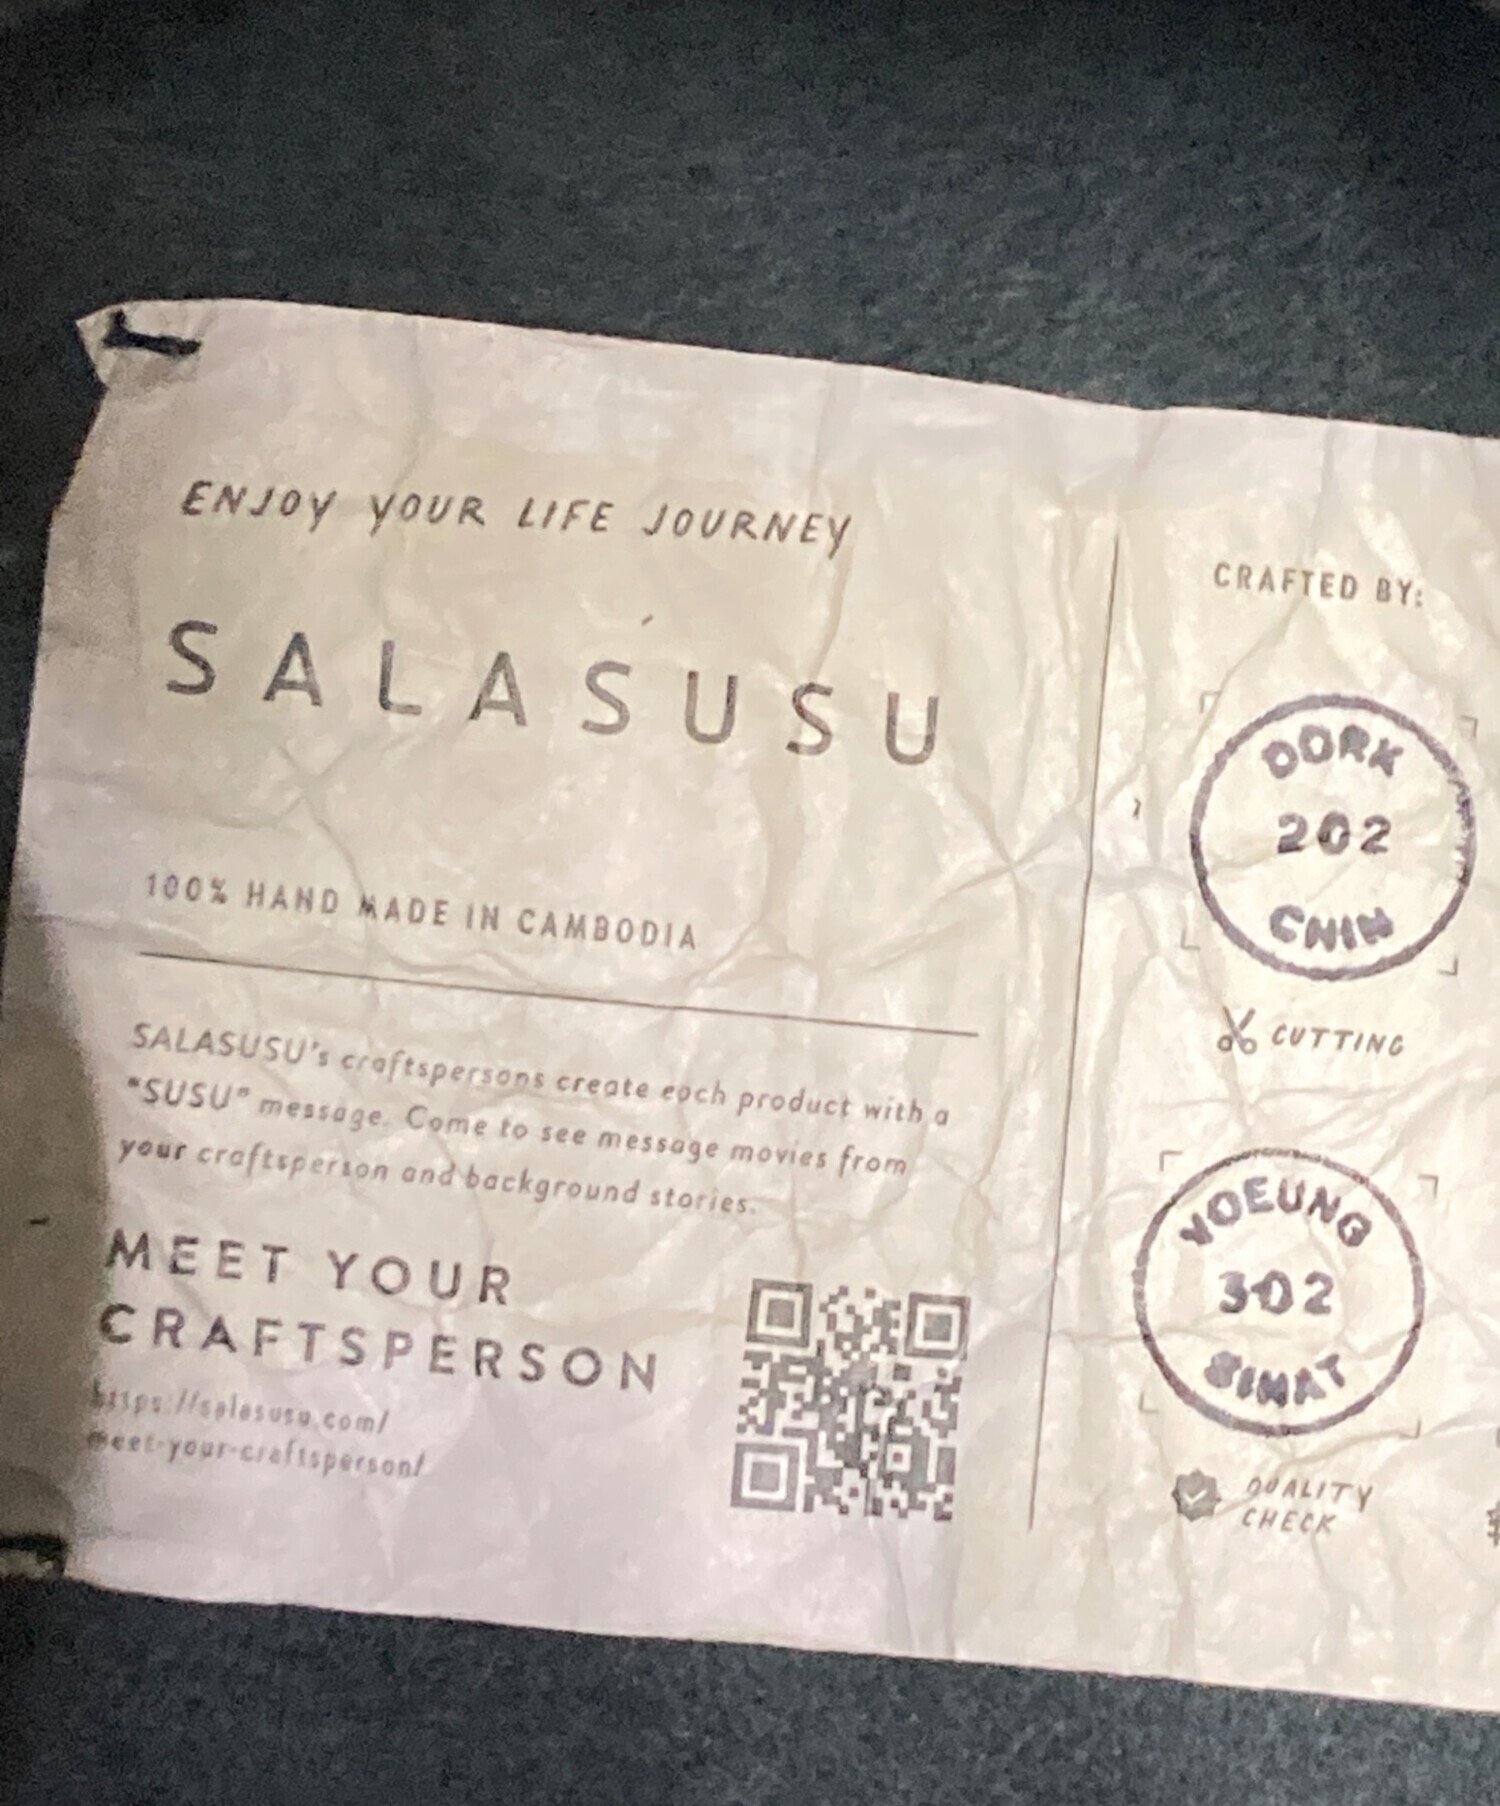 ENJOY YOUR LIFE JOURNEY
SALASUSU
100% HAND MADE IN CAMBODIA
SALASUSU's craftspersons create each product with a
"SUSU" message. Come to see message movies from
your craftsperson and background stories.
MEET YOUR
CRAFTSPERSON
https://salasusu.com/
meet-your-craftsperson/
CRAFTED BY:
DORK
202
CHIN
CUTTING
VOEUNG
302
SINAT
QUALITY
CHECK